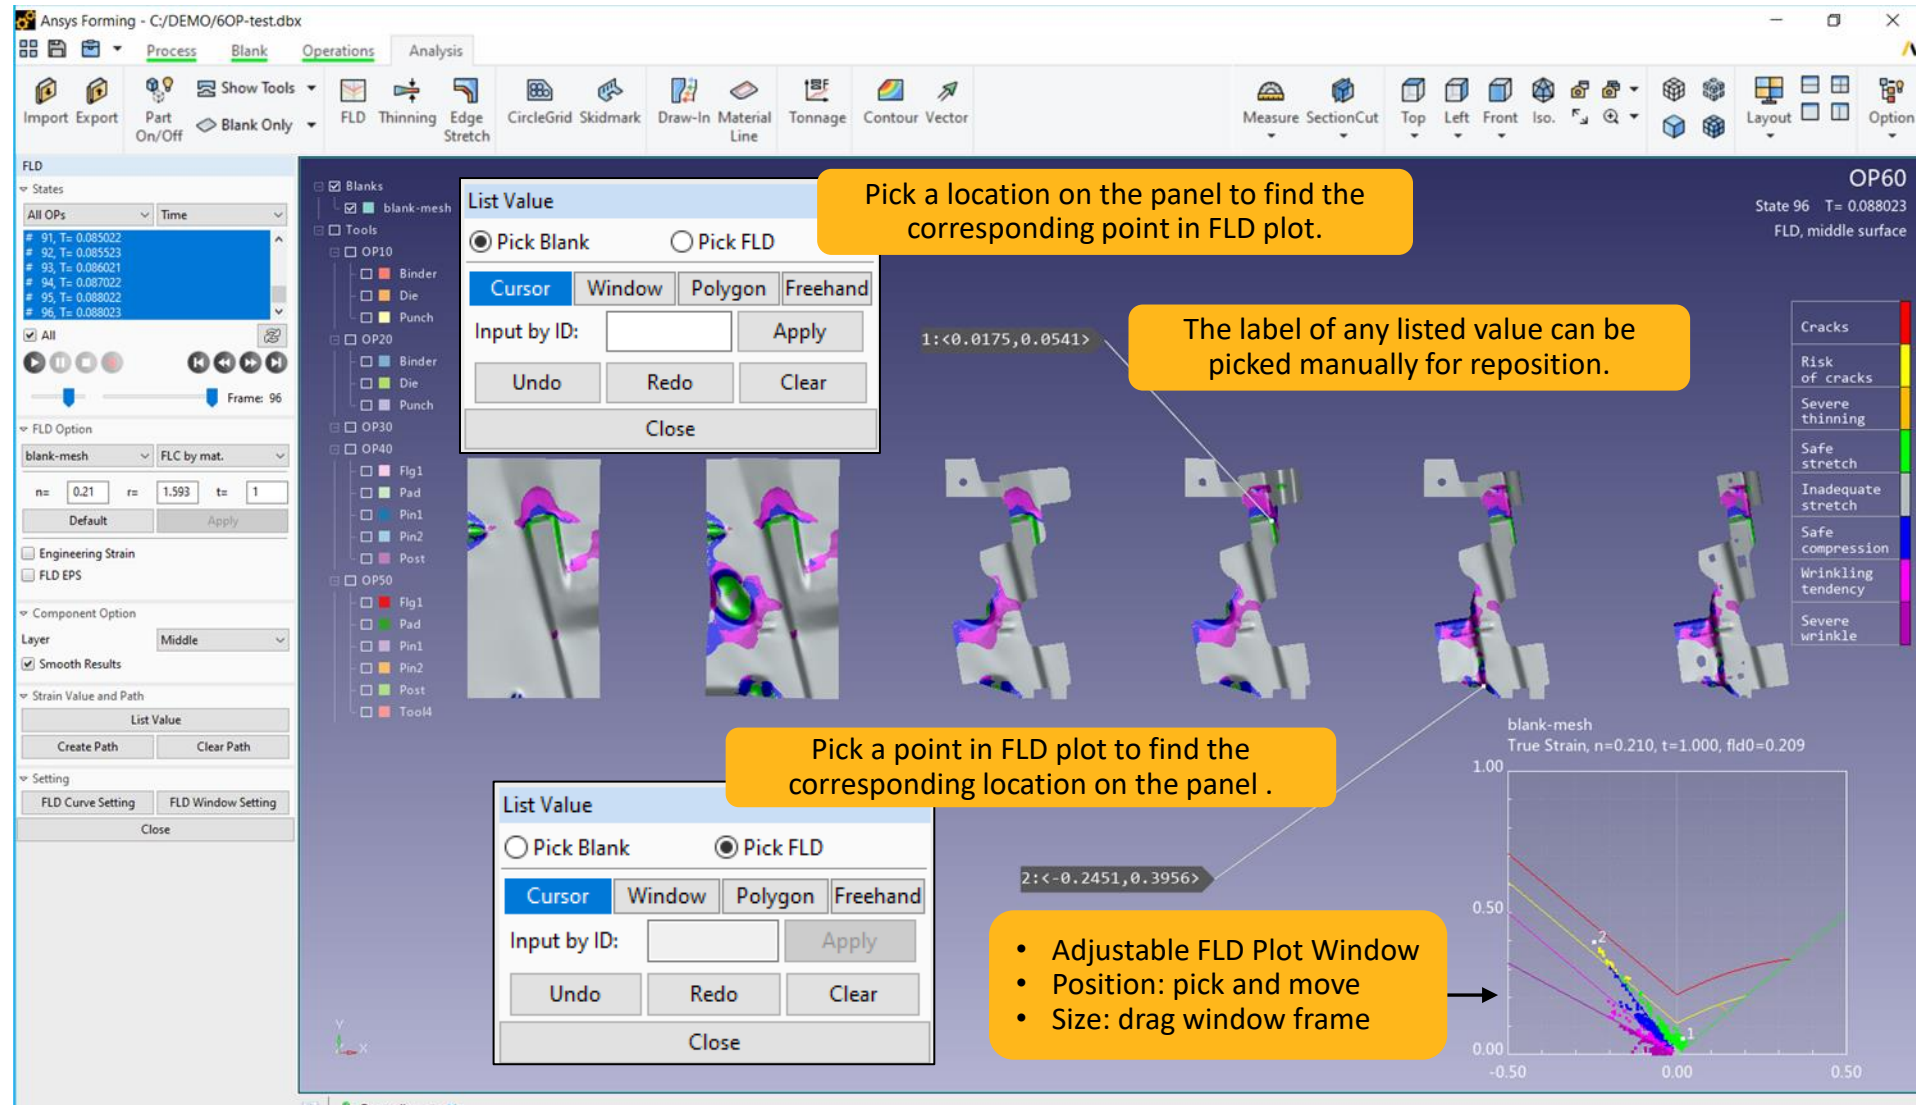 Ansys Forming - C:/DEMO/6OP-test.dbx
Process Blank Operations Analysis
Import Export Part On/Off Show Tools Blank Only FLD Thinning Edge Stretch CircleGrid Skidmark Draw-In Material Line Tonnage Contour Vector Measure SectionCut Top Left Front Iso. Layout Option
FLD
States
All OPs Time
# 91, T= 0.085022
# 92, T= 0.085523
# 93, T= 0.086021
# 94, T= 0.087022
# 95, T= 0.088022
# 96, T= 0.088023
All
Frame: 96
FLD Option
blank-mesh FLC by mat.
n= 0.21 r= 1.593 t= 1
Default Apply
Engineering Strain
FLD EPS
Component Option
Layer Middle
Smooth Results
Strain Value and Path
List Value
Create Path Clear Path
Setting
FLD Curve Setting FLD Window Setting
Close
Blanks
blank-mesh
Tools
OP10
Binder
Die
Punch
OP20
Binder
Die
Punch
OP30
OP40
Flg1
Pad
Pin1
Pin2
Post
OP50
Flg1
Pad
Pin1
Pin2
Post
Tool4
List Value
Pick Blank Pick FLD
Cursor Window Polygon Freehand
Input by ID: Apply
Undo Redo Clear
Close
Pick a location on the panel to find the
corresponding point in FLD plot.
OP60
State 96 T= 0.088023
FLD, middle surface
1:<0.0175,0.0541>
The label of any listed value can be
picked manually for reposition.
Cracks
Risk
of cracks
Severe
thinning
Safe
stretch
Inadequate
stretch
Safe
compression
Wrinkling
tendency
Severe
wrinkle
Pick a point in FLD plot to find the
corresponding location on the panel .
List Value
Pick Blank Pick FLD
Cursor Window Polygon Freehand
Input by ID: Apply
Undo Redo Clear
Close
2:<-0.2451,0.3956>
• Adjustable FLD Plot Window
• Position: pick and move
• Size: drag window frame
blank-mesh
True Strain, n=0.210, t=1.000, fld0=0.209
1.00
0.50
2
1
0.00
-0.50 0.00 0.50
Y
X